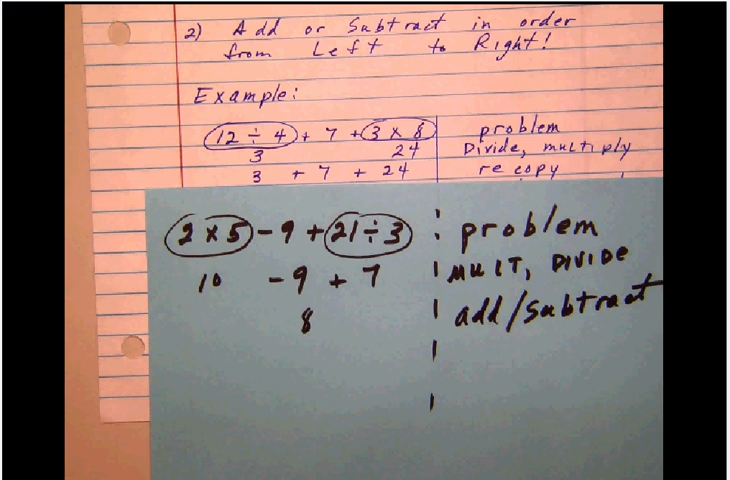 2) Add or Subtract in order
from Left to Right!
Example:
12 ÷ 4 + 7 + 3 x 8 problem
3 24 Divide, multiply
3 + 7 + 24 recopy
2 x 5 - 9 + 21 ÷ 3 problem
10 - 9 + 7 MULT, DIVIDE
8 add/subtract